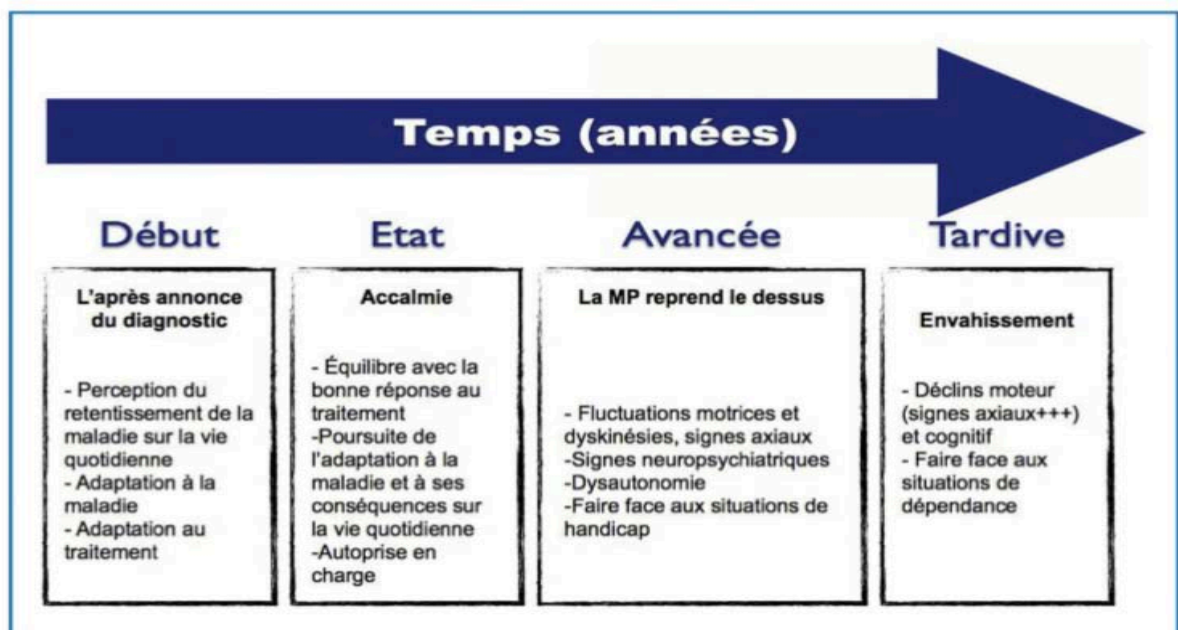 Temps (années)
Début
Etat
Avancée
Tardive
L'après annonce
du diagnostic
- Perception du
retentissement de la
maladie sur la vie
quotidienne
- Adaptation à la
maladie
- Adaptation au
traitement
Accalmie
- Équilibre avec la
bonne réponse au
traitement
-Poursuite de
l'adaptation à la
maladie et à ses
conséquences sur
la vie quotidienne
-Autoprise en
charge
La MP reprend le dessus
- Fluctuations motrices et
dyskinésies, signes axiaux
-Signes neuropsychiatriques
-Dysautonomie
-Faire face aux situations de
handicap
Envahissement
- Déclins moteur
(signes axiaux+++)
et cognitif
- Faire face aux
situations de
dépendance